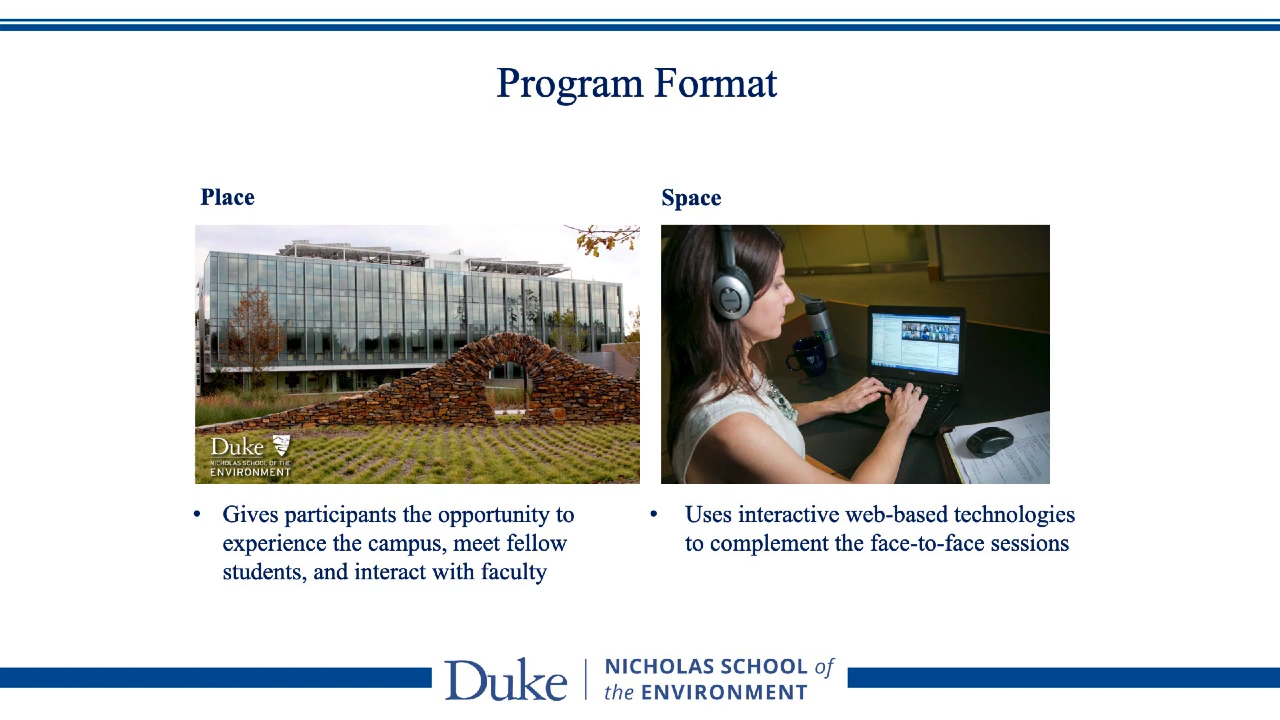 Program Format
Place
Space
Duke
NICHOLAS SCHOOL OF THE
ENVIRONMENT
• Gives participants the opportunity to
experience the campus, meet fellow
students, and interact with faculty
• Uses interactive web-based technologies
to complement the face-to-face sessions
Duke
NICHOLAS SCHOOL of
the ENVIRONMENT